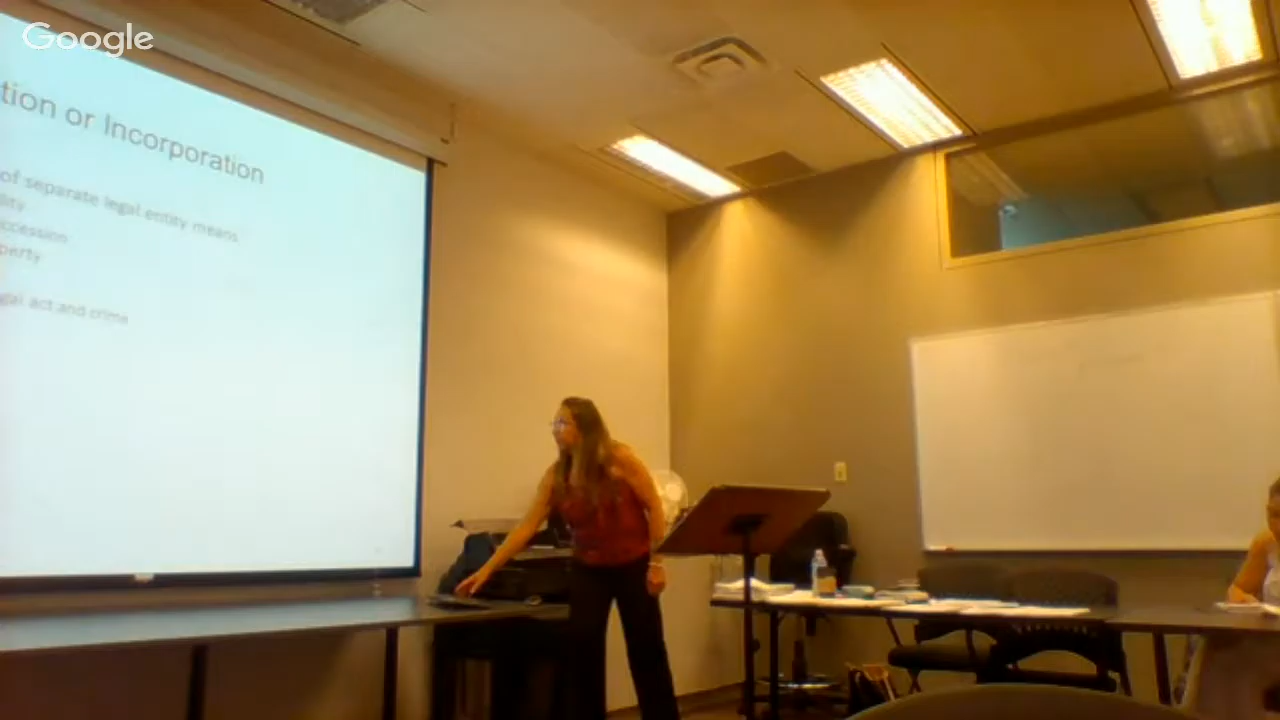 Google
tion or Incorporation
of separate legal entity means
lity
ccession
perty
gal act and crime